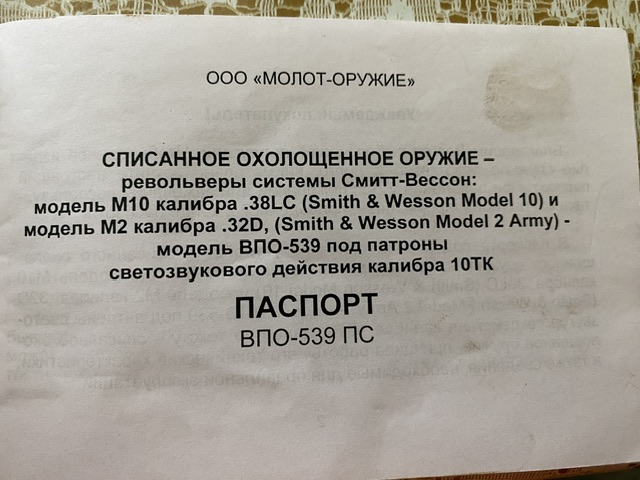 ООО «МОЛОТ-ОРУЖИЕ»
СПИСАННОЕ ОХОЛОЩЕННОЕ ОРУЖИЕ –
револьверы системы Смитт-Вессон:
модель М10 калибра .38LC (Smith & Wesson Model 10) и
модель М2 калибра .32D, (Smith & Wesson Model 2 Army) -
модель ВПО-539 под патроны
светозвукового действия калибра 10ТК
ПАСПОРТ
ВПО-539 ПС